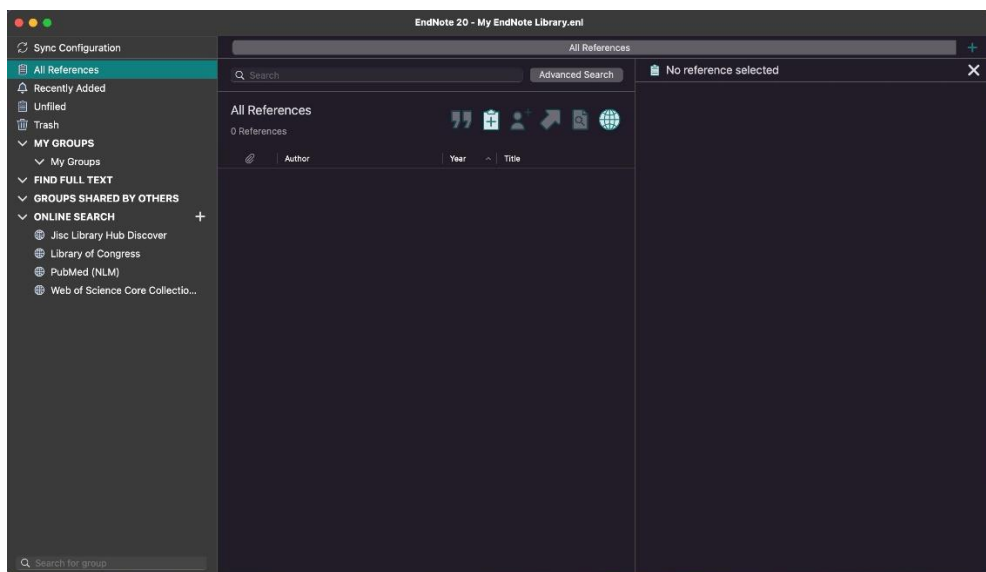 EndNote 20 - My EndNote Library.enl
Sync Configuration
All References
Recently Added
Unfiled
Trash
MY GROUPS
My Groups
FIND FULL TEXT
GROUPS SHARED BY OTHERS
ONLINE SEARCH
Jisc Library Hub Discover
Library of Congress
PubMed (NLM)
Web of Science Core Collectio...
Search for group
All References
Search
Advanced Search
All References
0 References
Author Year Title
No reference selected